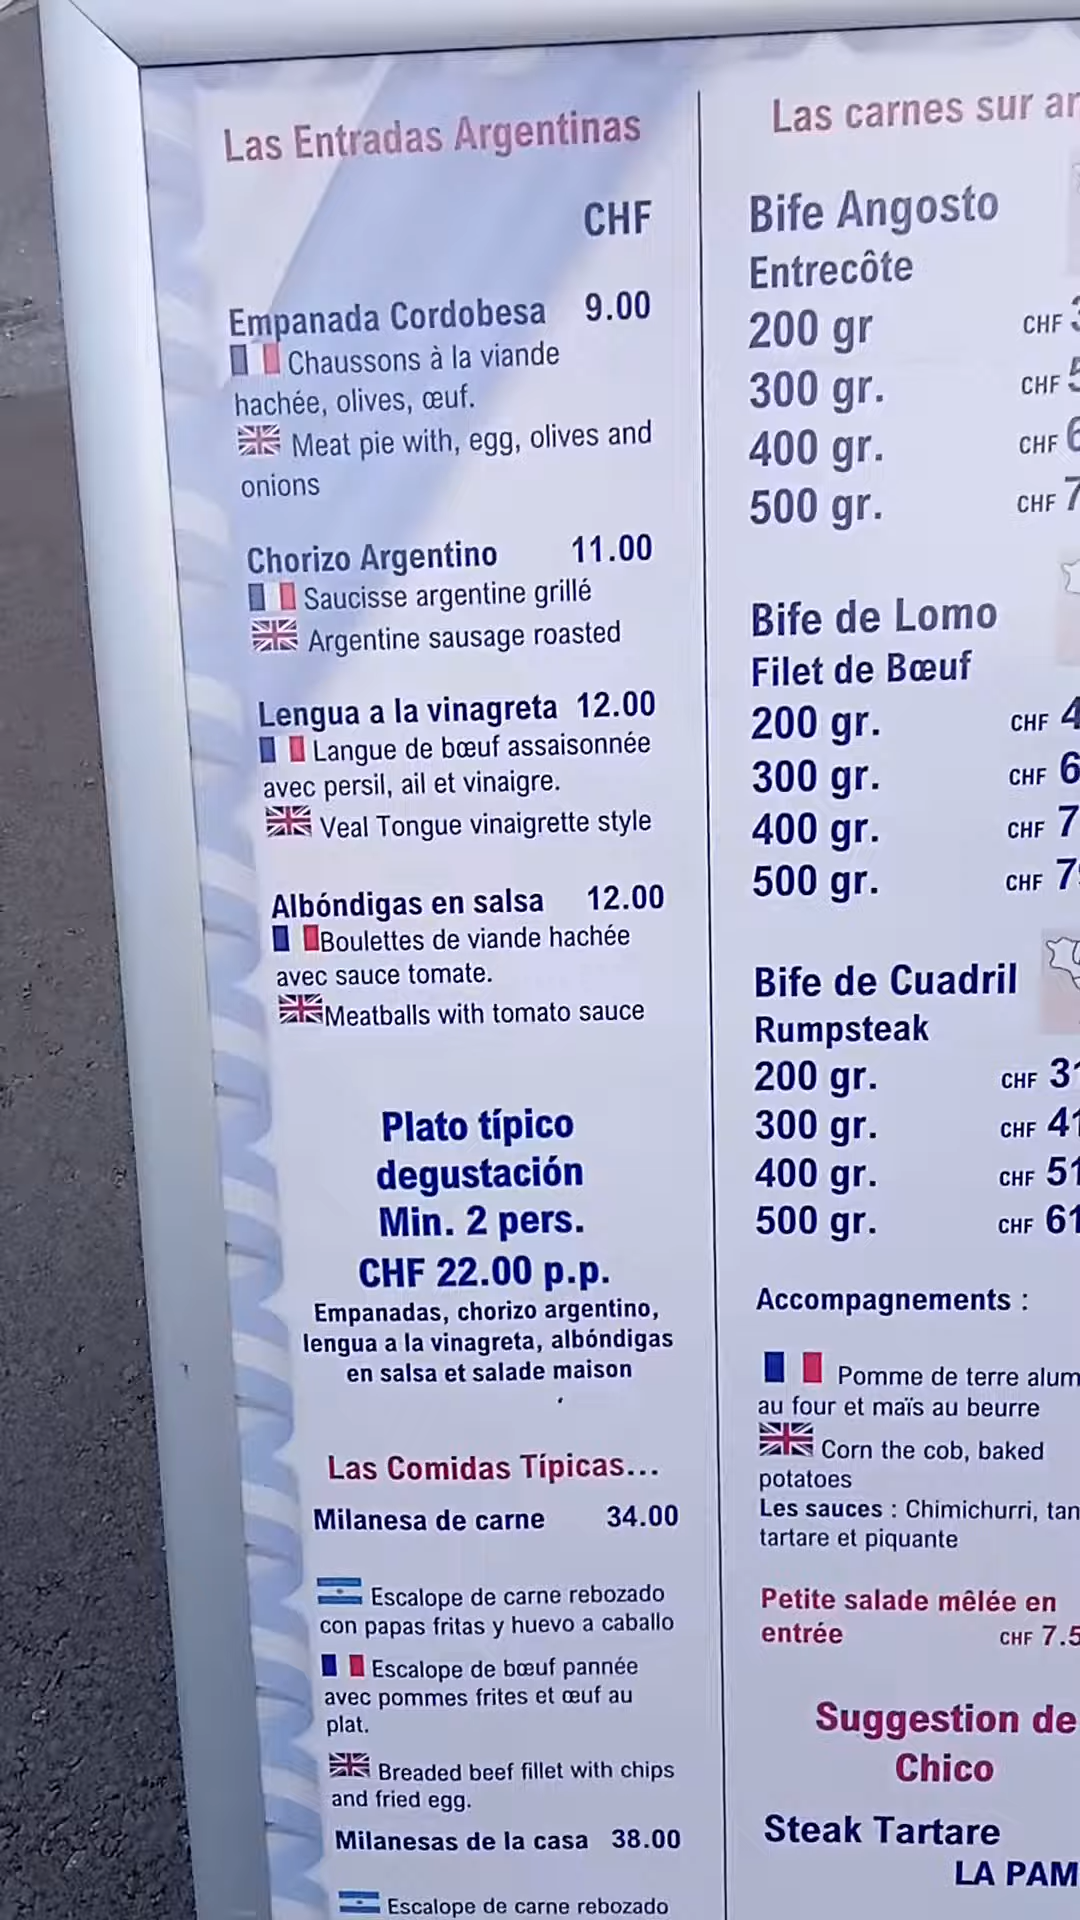 Las Entradas Argentinas
CHF
Empanada Cordobesa 9.00
Chaussons à la viande
hachée, olives, œuf.
Meat pie with, egg, olives and
onions
Chorizo Argentino 11.00
Saucisse argentine grillé
Argentine sausage roasted
Lengua a la vinagreta 12.00
Langue de bœuf assaisonnée
avec persil, ail et vinaigre.
Veal Tongue vinaigrette style
Albóndigas en salsa 12.00
Boulettes de viande hachée
avec sauce tomate.
Meatballs with tomato sauce
Plato típico
degustación
Min. 2 pers.
CHF 22.00 p.p.
Empanadas, chorizo argentino,
lengua a la vinagreta, albóndigas
en salsa et salade maison
Las Comidas Típicas...
Milanesa de carne 34.00
Escalope de carne rebozado
con papas fritas y huevo a caballo
Escalope de bœuf pannée
avec pommes frites et œuf au
plat.
Breaded beef fillet with chips
and fried egg.
Milanesas de la casa 38.00
Escalope de carne rebozado
Las carnes sur
Bife Angosto
Entrecôte
200 gr CHF
300 gr. CHF
400 gr. CHF
500 gr. CHF
Bife de Lomo
Filet de Bœuf
200 gr. CHF
300 gr. CHF
400 gr. CHF
500 gr. CHF
Bife de Cuadril
Rumpsteak
200 gr. CHF 31
300 gr. CHF 41
400 gr. CHF 51
500 gr. CHF 61
Accompagnements :
Pomme de terre alum
au four et maïs au beurre
Corn the cob, baked
potatoes
Les sauces : Chimichurri, tan
tartare et piquante
Petite salade mêlée en
entrée CHF 7.5
Suggestion de
Chico
Steak Tartare
LA PAM